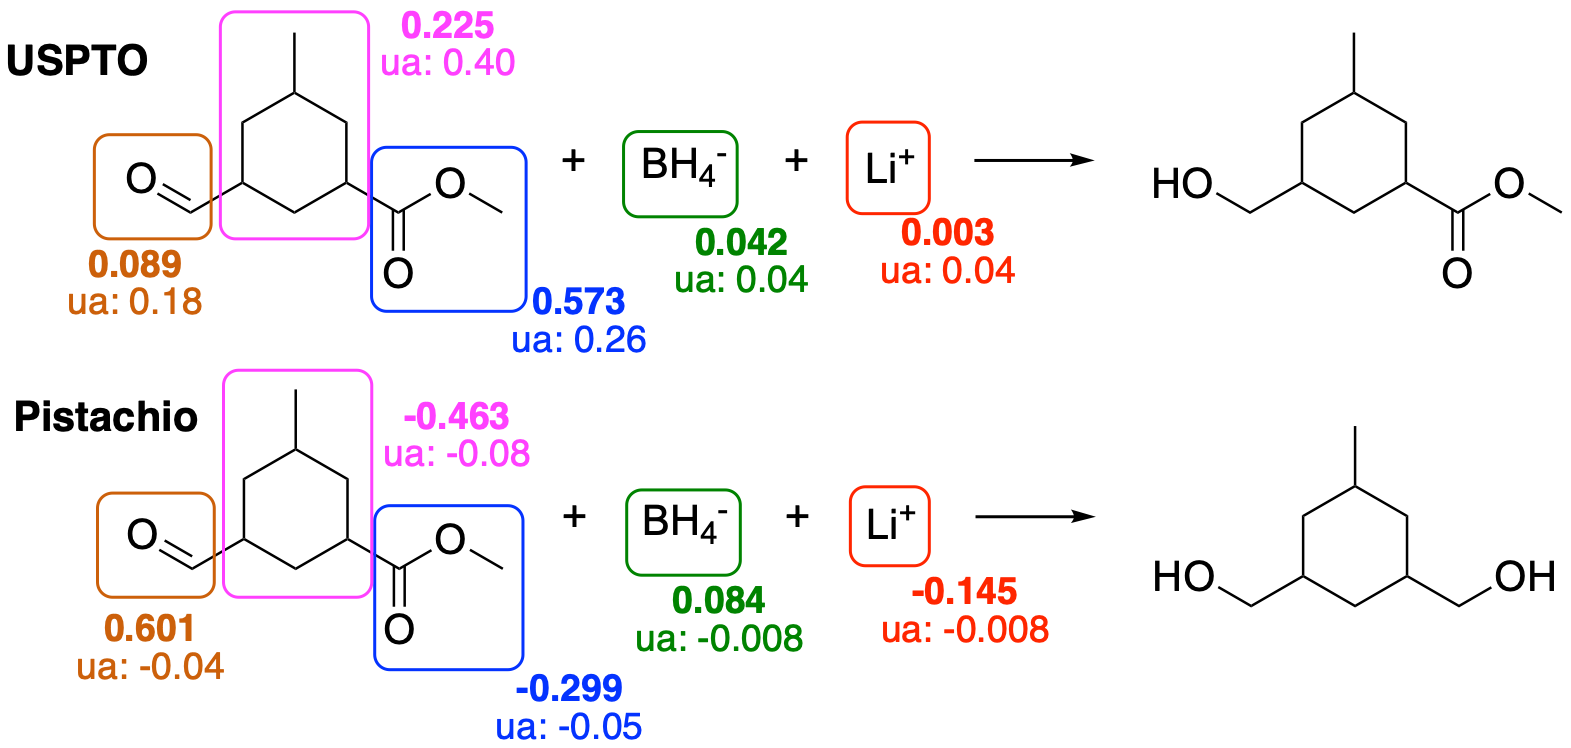 USPTO
0.225
ua: 0.40
O
O
O
0.089
ua: 0.18
0.573
ua: 0.26
+
BH4-
0.042
ua: 0.04
+
Li+
0.003
ua: 0.04
HO
O
O
Pistachio
-0.463
ua: -0.08
O
O
O
0.601
ua: -0.04
-0.299
ua: -0.05
+
BH4-
0.084
ua: -0.008
+
Li+
-0.145
ua: -0.008
HO
OH